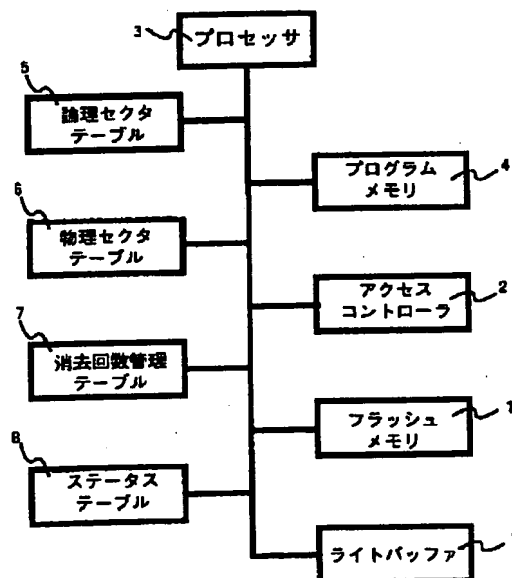 3
プロセッサ
5
論理セクタ
テーブル
プログラム
メモリ
4
6
物理セクタ
テーブル
アクセス
コントローラ
2
7
消去回数管理
テーブル
フラッシュ
メモリ
8
ステータス
テーブル
ライトバッファ